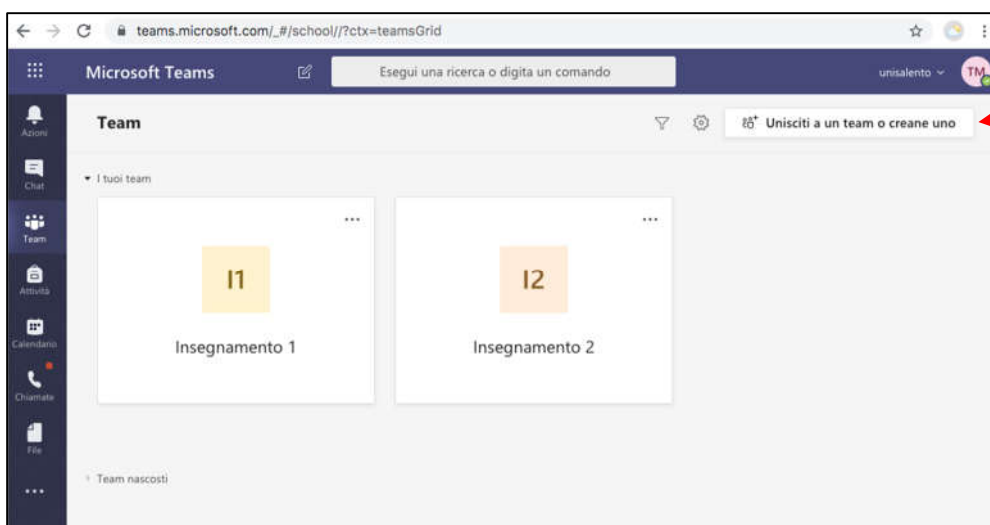 teams.microsoft.com/_#/school//?ctx=teamsGrid
Microsoft Teams
Esegui una ricerca o digita un comando
unisalento
TM
Azioni
Chat
Team
Attività
Calendario
Chiamate
File
Team
Unisciti a un team o creane uno
I tuoi team
I1
Insegnamento 1
I2
Insegnamento 2
Team nascosti